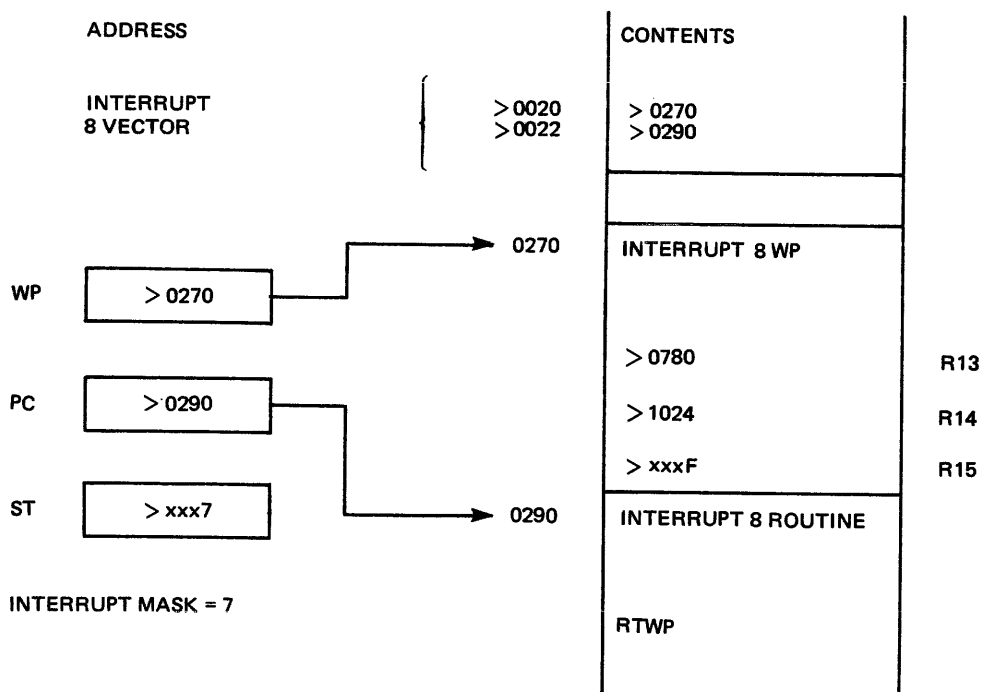 ADDRESS CONTENTS
INTERRUPT
8 VECTOR
>0020 >0270
>0022 >0290
0270 INTERRUPT 8 WP
WP >0270
>0780 R13
PC >0290
>1024 R14
>xxxF R15
ST >xxx7
0290 INTERRUPT 8 ROUTINE
INTERRUPT MASK = 7
RTWP